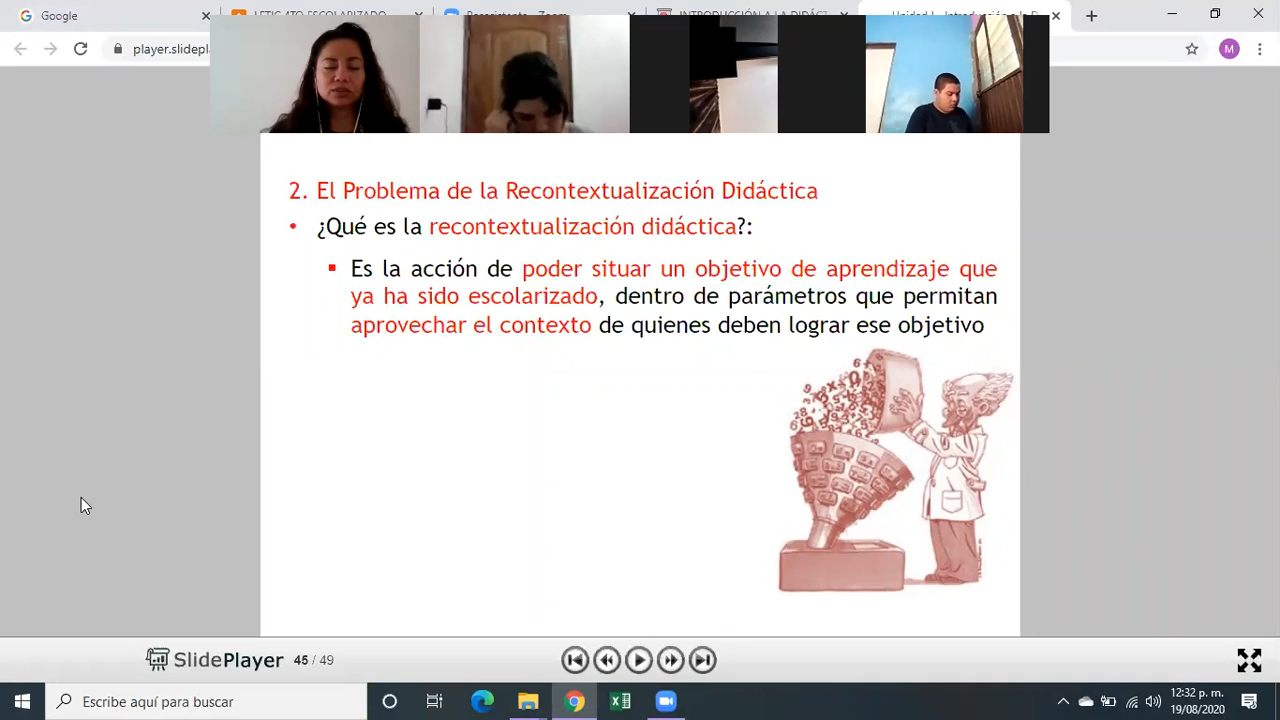 Google
player.slidepla
M
2. El Problema de la Recontextualización Didáctica
• ¿Qué es la recontextualización didáctica?:
Es la acción de poder situar un objetivo de aprendizaje que
ya ha sido escolarizado, dentro de parámetros que permitan
aprovechar el contexto de quienes deben lograr ese objetivo
SlidePlayer 45 / 49
Escribe aquí para buscar
12:32 p. m.
19/08/2020